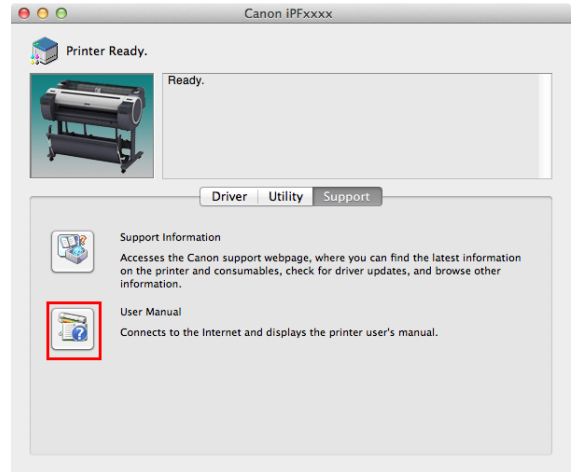 Canon iPFxxxx
Printer Ready.
Ready.
Driver Utility Support
Support Information
Accesses the Canon support webpage, where you can find the latest information
on the printer and consumables, check for driver updates, and browse other
information.
User Manual
Connects to the Internet and displays the printer user's manual.